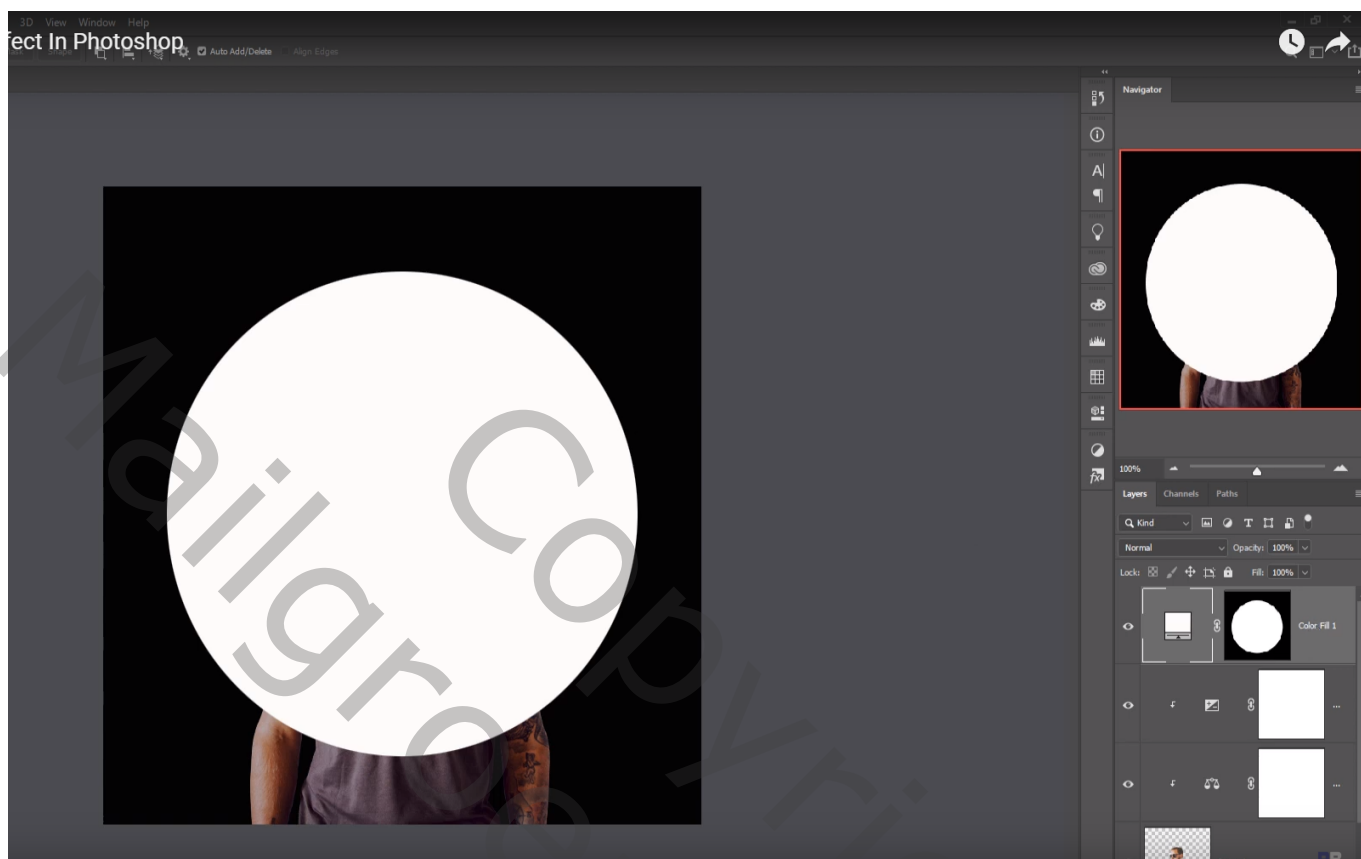 3D View Window Help
fect In Photoshop
Auto Add/Delete Align Edges
Navigator
100%
Layers Channels Paths
Kind
Normal Opacity: 100%
Lock: Fill: 100%
Color Fill 1
Mailgroe
Copyri